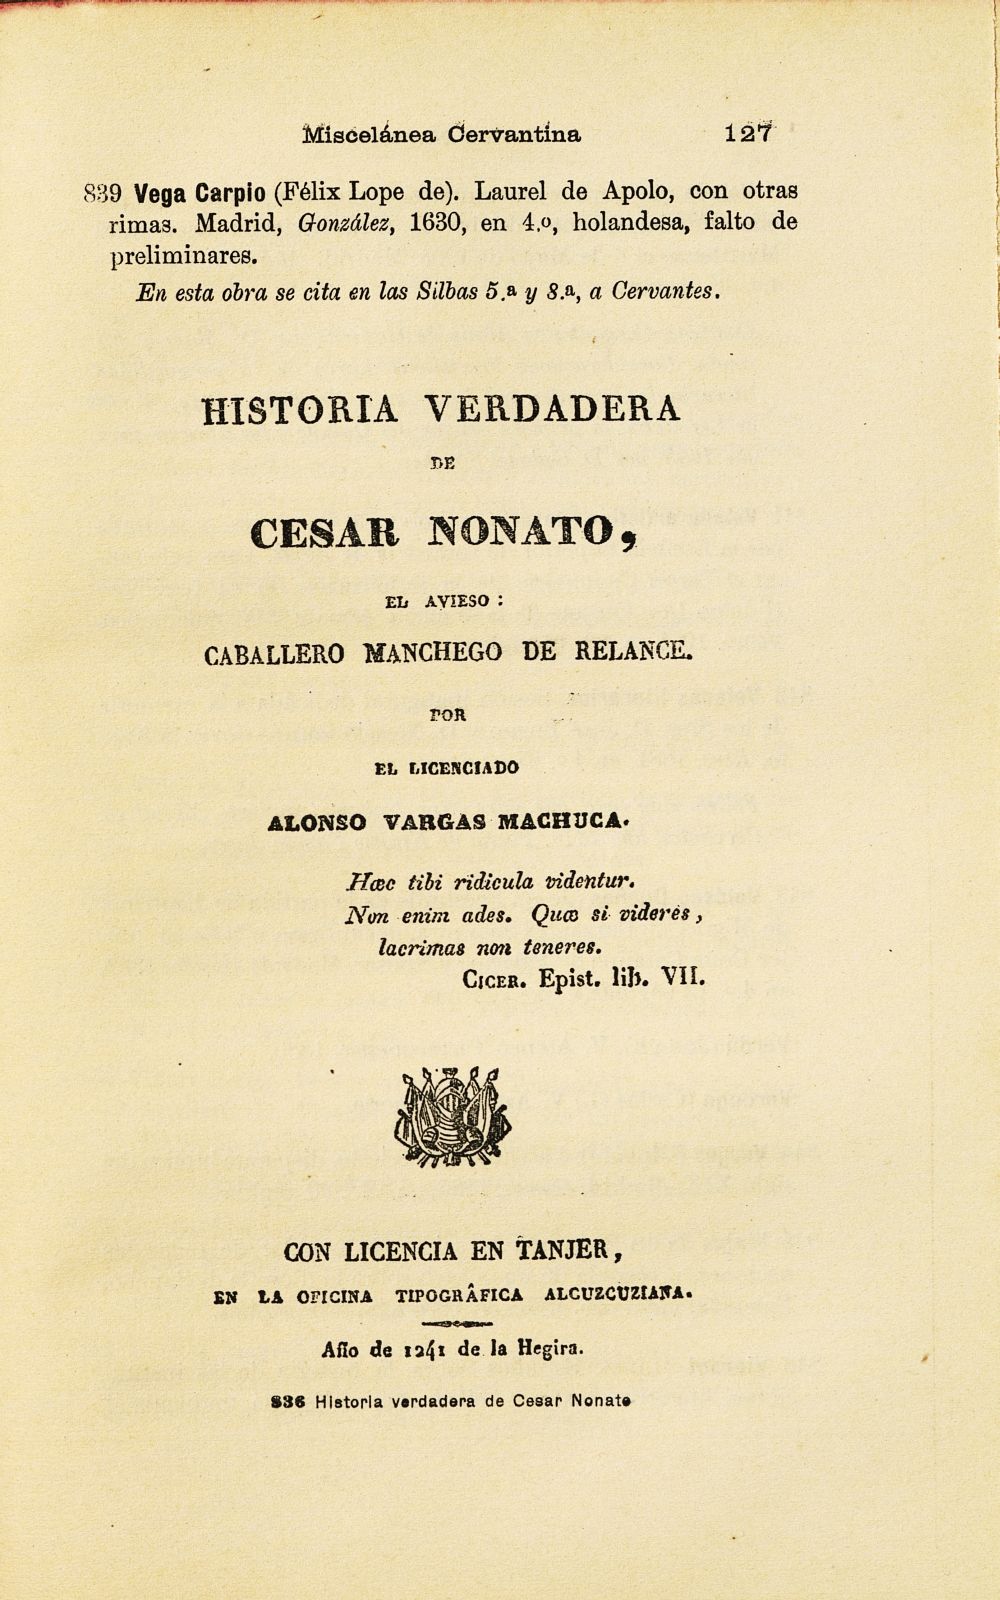 Miscelánea Cervantina 127
839 Vega Carpio (Félix Lope de). Laurel de Apolo, con otras
rimas. Madrid, González, 1630, en 4.º, holandesa, falto de
preliminares.
En esta obra se cita en las Silbas 5.ª y 8.ª, a Cervantes.
HISTORIA VERDADERA
DE
CESAR NONATO,
EL AVIESO:
CABALLERO MANCHEGO DE RELANCE.
POR
EL LICENCIADO
ALONSO VARGAS MACHUCA.
Hæc tibi ridicula videntur.
Non enim ades. Quæ si videres,
lacrimas non teneres.
CICER. Epist. lib. VII.
CON LICENCIA EN TANJER,
EN LA OFICINA TIPOGRÂFICA ALCUZCUZIANA.
Año de 1241 de la Hegira.
836 Historia verdadera de Cesar Nonato